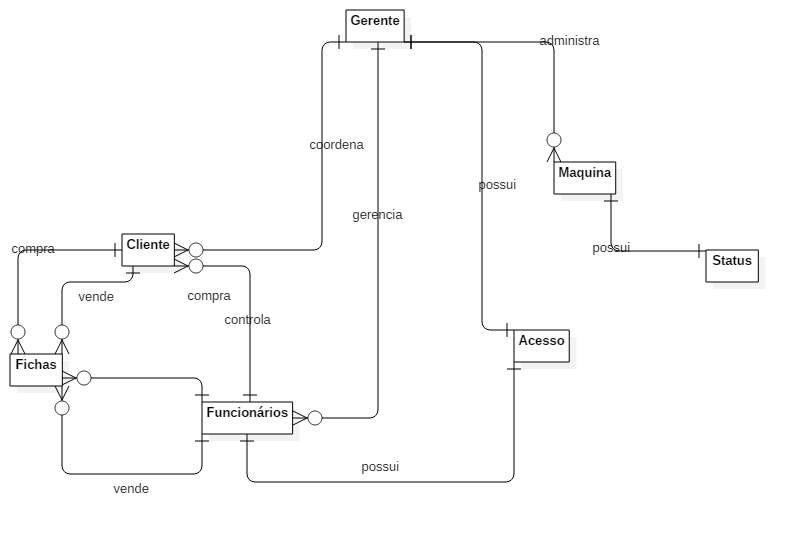 Gerente
administra
coordena
Maquina
possui
gerencia
Cliente
compra
possui
Status
vende
compra
controla
Acesso
Fichas
Funcionários
possui
vende